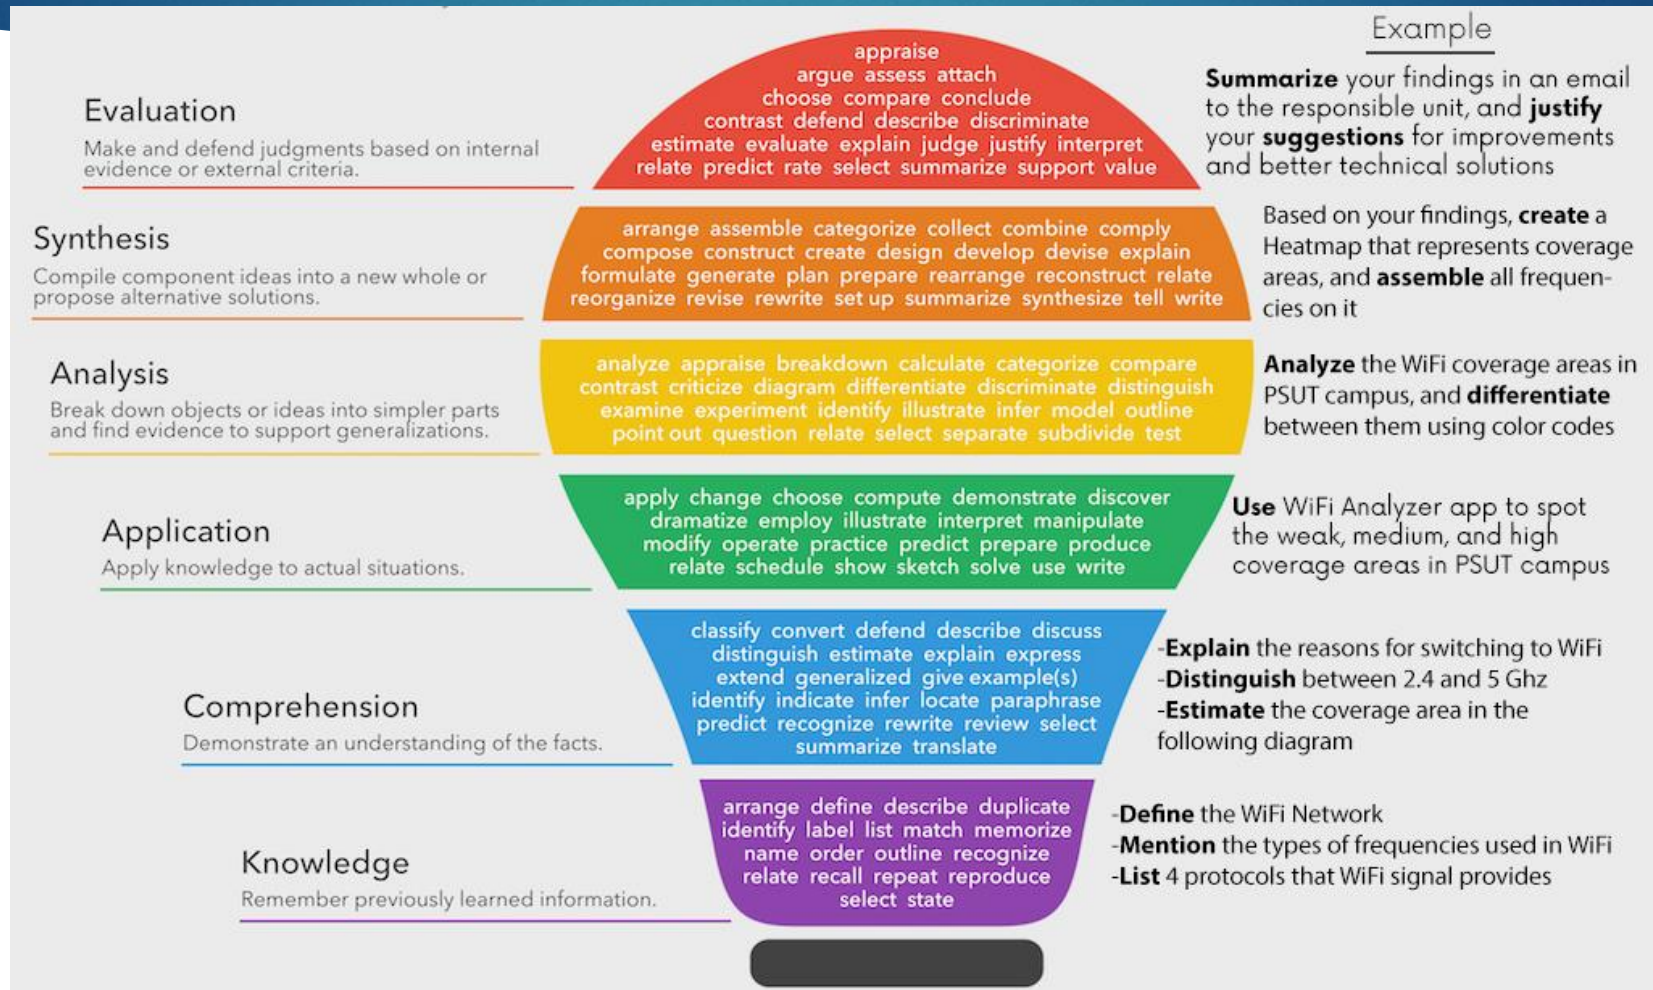 Example
Evaluation
Make and defend judgments based on internal
evidence or external criteria.
appraise
argue assess attach
choose compare conclude
contrast defend describe discriminate
estimate evaluate explain judge justify interpret
relate predict rate select summarize support value
Summarize your findings in an email
to the responsible unit, and justify
your suggestions for improvements
and better technical solutions
Synthesis
Compile component ideas into a new whole or
propose alternative solutions.
arrange assemble categorize collect combine comply
compose construct create design develop devise explain
formulate generate plan prepare rearrange reconstruct relate
reorganize revise rewrite set up summarize synthesize tell write
Based on your findings, create a
Heatmap that represents coverage
areas, and assemble all frequen-
cies on it
Analysis
Break down objects or ideas into simpler parts
and find evidence to support generalizations.
analyze appraise breakdown calculate categorize compare
contrast criticize diagram differentiate discriminate distinguish
examine experiment identify illustrate infer model outline
point out question relate select separate subdivide test
Analyze the WiFi coverage areas in
PSUT campus, and differentiate
between them using color codes
Application
Apply knowledge to actual situations.
apply change choose compute demonstrate discover
dramatize employ illustrate interpret manipulate
modify operate practice predict prepare produce
relate schedule show sketch solve use write
Use WiFi Analyzer app to spot
the weak, medium, and high
coverage areas in PSUT campus
Comprehension
Demonstrate an understanding of the facts.
classify convert defend describe discuss
distinguish estimate explain express
extend generalized give example(s)
identify indicate infer locate paraphrase
predict recognize rewrite review select
summarize translate
-Explain the reasons for switching to WiFi
-Distinguish between 2.4 and 5 Ghz
-Estimate the coverage area in the
following diagram
Knowledge
Remember previously learned information.
arrange define describe duplicate
identify label list match memorize
name order outline recognize
relate recall repeat reproduce
select state
-Define the WiFi Network
-Mention the types of frequencies used in WiFi
-List 4 protocols that WiFi signal provides